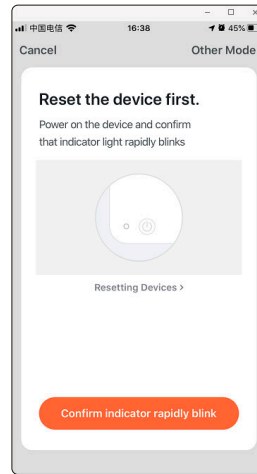 中国电信 16:38 45%
Cancel Other Mode
Reset the device first.
Power on the device and confirm
that indicator light rapidly blinks
Resetting Devices >
Confirm indicator rapidly blink